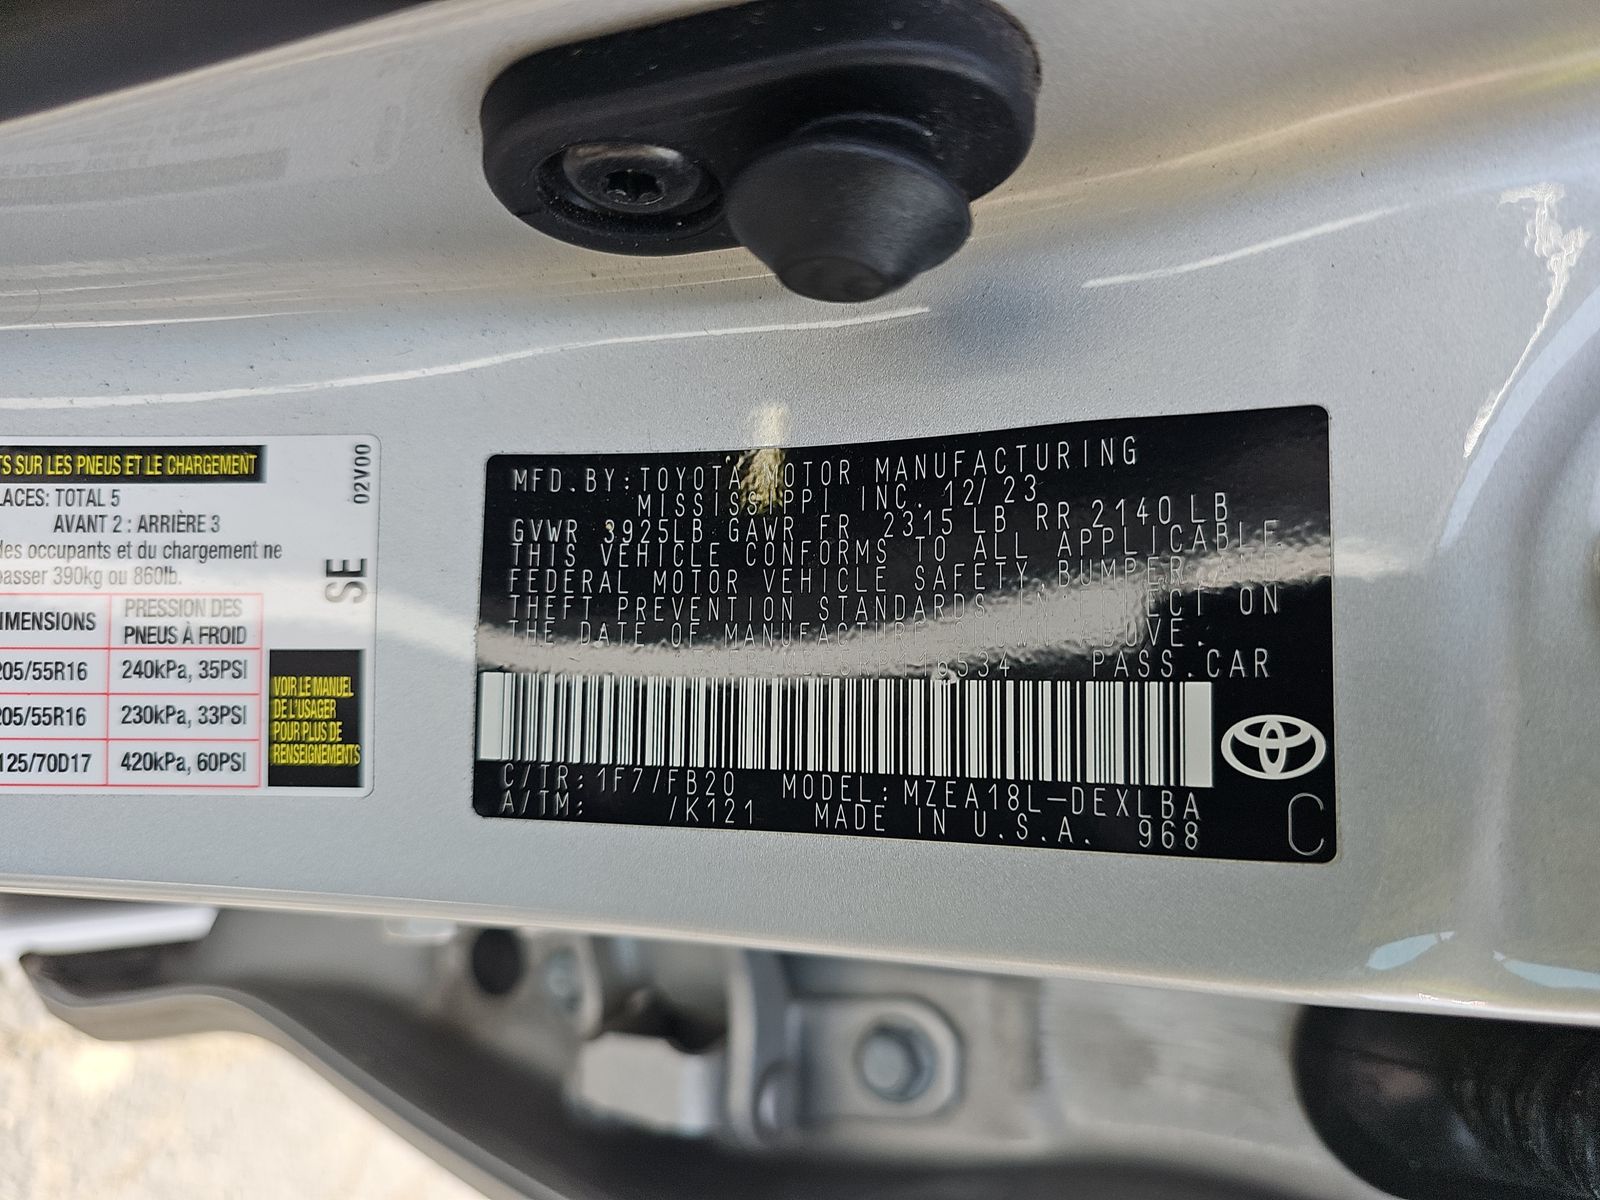 TS SUR LES PNEUS ET LE CHARGEMENT
LACES: TOTAL 5
AVANT 2 : ARRIÈRE 3
des occupants et du chargement ne
passer 390kg ou 860lb.
IMENSIONS
PRESSION DES
PNEUS À FROID
205/55R16 240kPa, 35PSI
205/55R16 230kPa, 33PSI
125/70D17 420kPa, 60PSI
VOIR LE MANUEL
DE L'USAGER
POUR PLUS DE
RENSEIGNEMENTS
SE
02V00
MFD.BY:TOYOTA MOTOR MANUFACTURING
MISSISSIPPI INC. 12/23
GVWR 3925LB GAWR FR 2315LB RR 2140LB
THIS VEHICLE CONFORMS TO ALL APPLICABLE
FEDERAL MOTOR VEHICLE SAFETY, BUMPER, AND
THEFT PREVENTION STANDARDS IN EFFECT ON
THE DATE OF MANUFACTURE SHOWN ABOVE.
PASS.CAR
C/TR:1F7/FB20 MODEL:MZEA18L-DEXLBA
A/TM: /K121 MADE IN U.S.A. 968
C